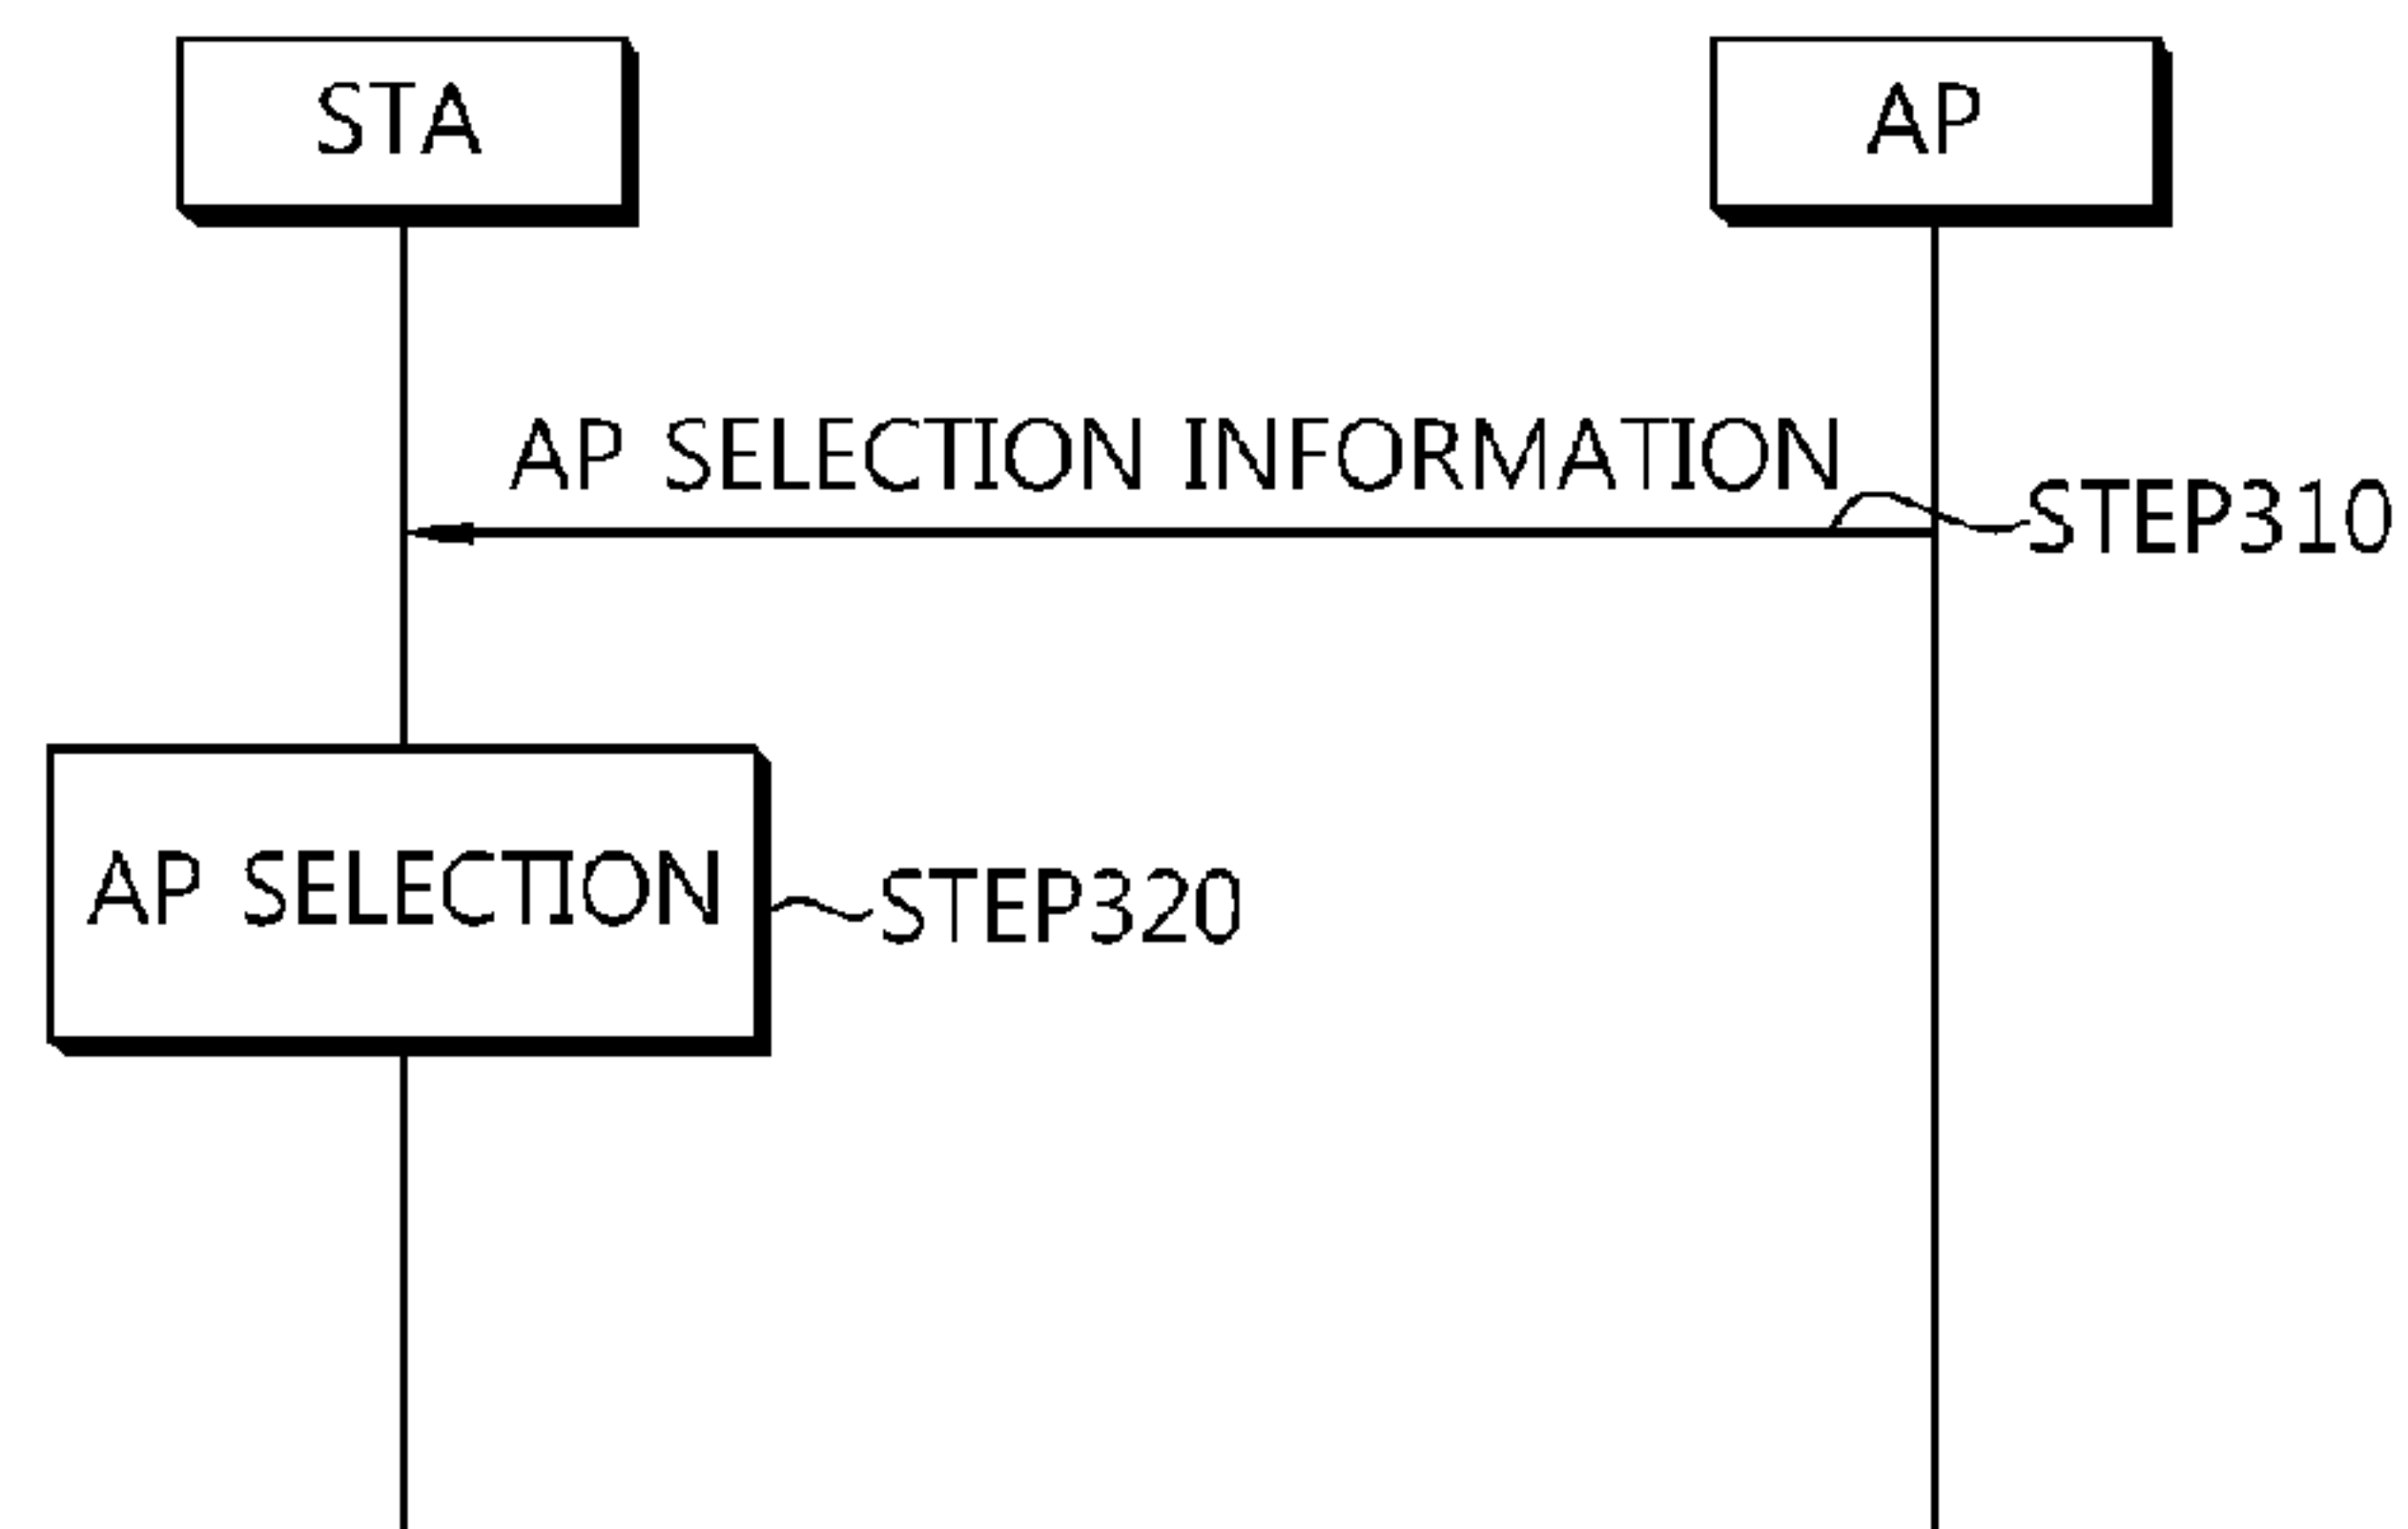 STA
AP
AP SELECTION INFORMATION
STEP310
AP SELECTION
STEP320